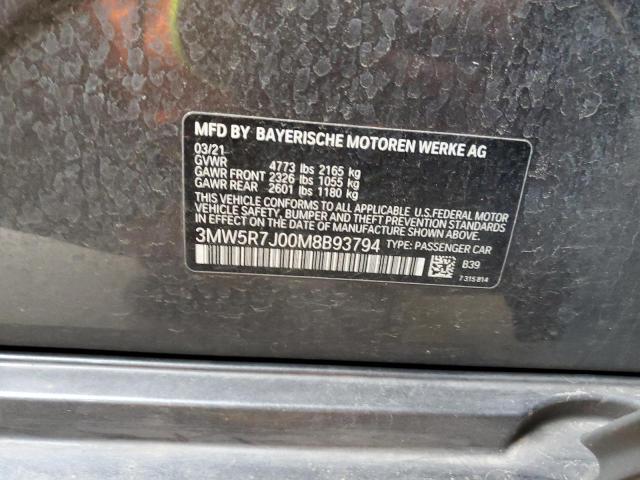 MFD BY BAYERISCHE MOTOREN WERKE AG
03/21
GVWR 4773 lbs 2165 kg
GAWR FRONT 2326 lbs 1055 kg
GAWR REAR 2601 lbs 1180 kg
THIS VEHICLE CONFORMS TO ALL APPLICABLE U.S.FEDERAL MOTOR
VEHICLE SAFETY, BUMPER, AND THEFT PREVENTION STANDARDS
IN EFFECT ON THE DATE OF MANUFACTURE SHOWN ABOVE.
3MW5R7J00M8B93794 TYPE: PASSENGER CAR
B39
7 315 814